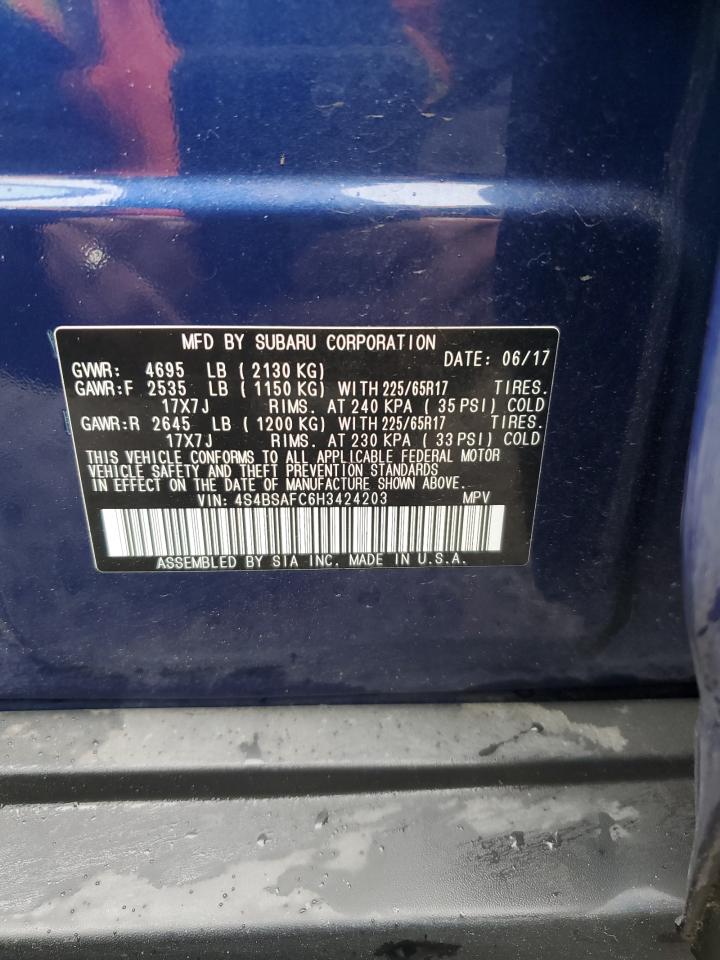 MFD BY SUBARU CORPORATION
DATE: 06/17
GVWR: 4695 LB (2130 KG)
GAWR:F 2535 LB (1150 KG) WITH 225/65R17 TIRES.
17X7J RIMS. AT 240 KPA (35 PSI) COLD
GAWR:R 2645 LB (1200 KG) WITH 225/65R17 TIRES.
17X7J RIMS. AT 230 KPA (33 PSI) COLD
THIS VEHICLE CONFORMS TO ALL APPLICABLE FEDERAL MOTOR
VEHICLE SAFETY AND THEFT PREVENTION STANDARDS
IN EFFECT ON THE DATE OF MANUFACTURE SHOWN ABOVE.
VIN: 4S4BSAFC6H3424203 MPV
ASSEMBLED BY SIA INC. MADE IN U.S.A.